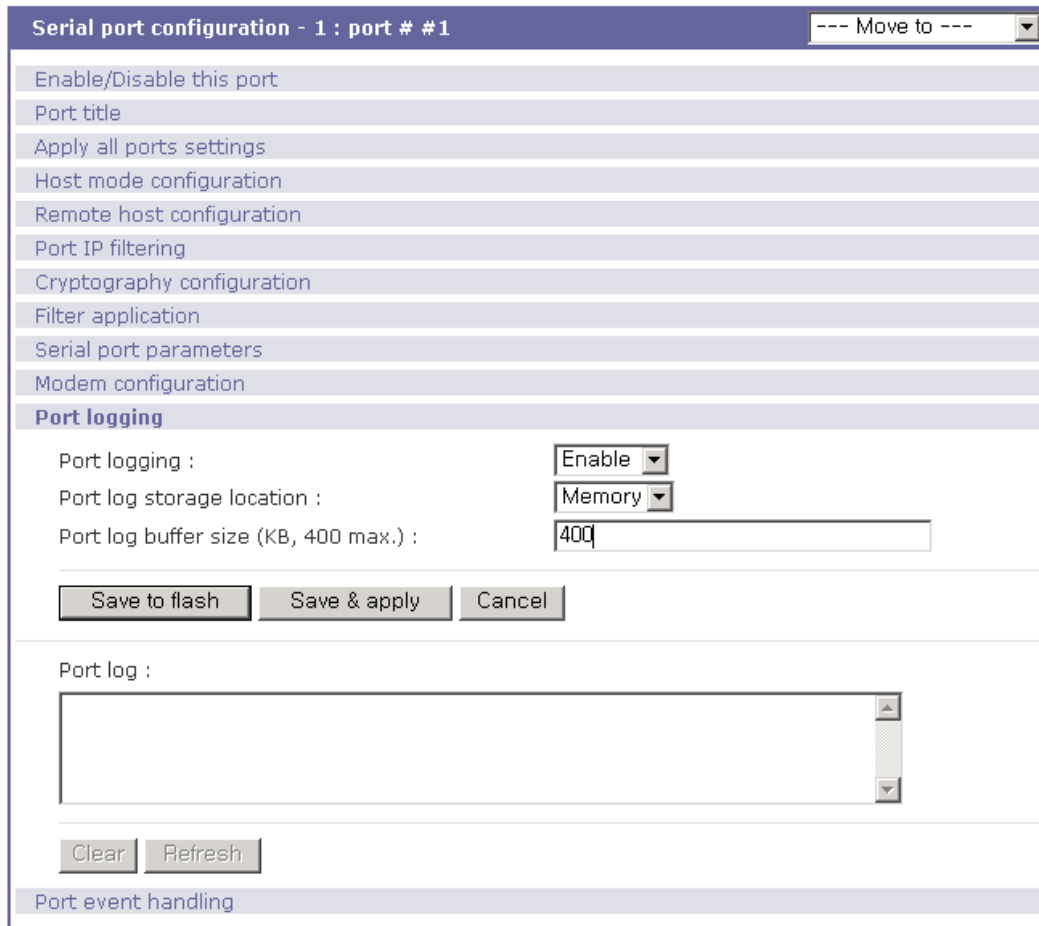 Serial port configuration - 1 : port # #1 --- Move to ---
Enable/Disable this port
Port title
Apply all ports settings
Host mode configuration
Remote host configuration
Port IP filtering
Cryptography configuration
Filter application
Serial port parameters
Modem configuration
Port logging
Port logging : Enable
Port log storage location : Memory
Port log buffer size (KB, 400 max.) : 400
Save to flash Save & apply Cancel
Port log :
Clear Refresh
Port event handling